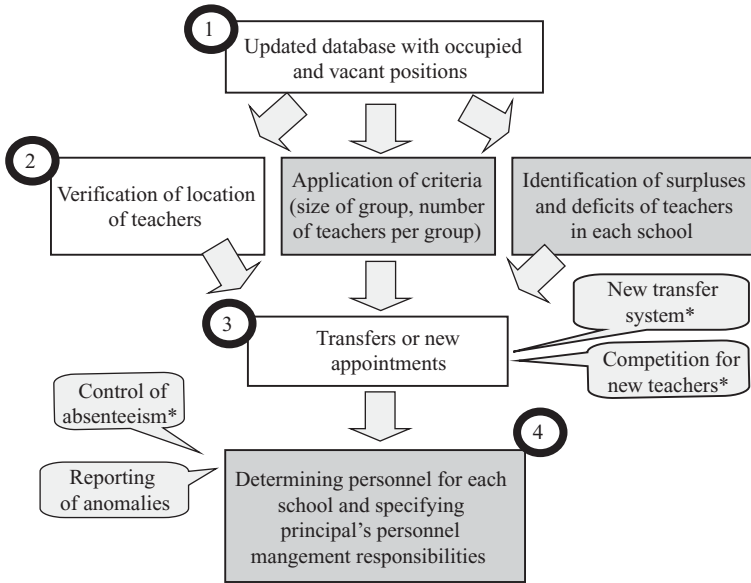 1
Updated database with occupied
and vacant positions
2
Verification of location
of teachers
Application of criteria
(size of group, number
of teachers per group)
Identification of surpluses
and deficits of teachers
in each school
3
Transfers or new
appointments
New transfer
system*
Competition for
new teachers*
Control of
absenteeism*
Reporting
of anomalies
4
Determining personnel for each
school and specifying
principal’s personnel
mangement responsibilities